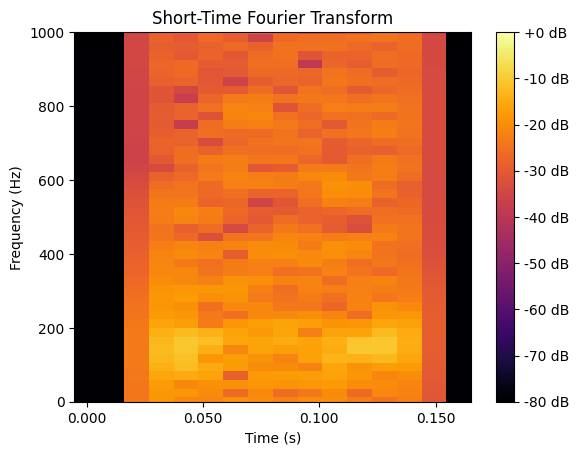 Short-Time Fourier Transform
1000
800
600
400
200
0
Frequency (Hz)
0.000
0.050
0.100
0.150
Time (s)
+0 dB
-10 dB
-20 dB
-30 dB
-40 dB
-50 dB
-60 dB
-70 dB
-80 dB